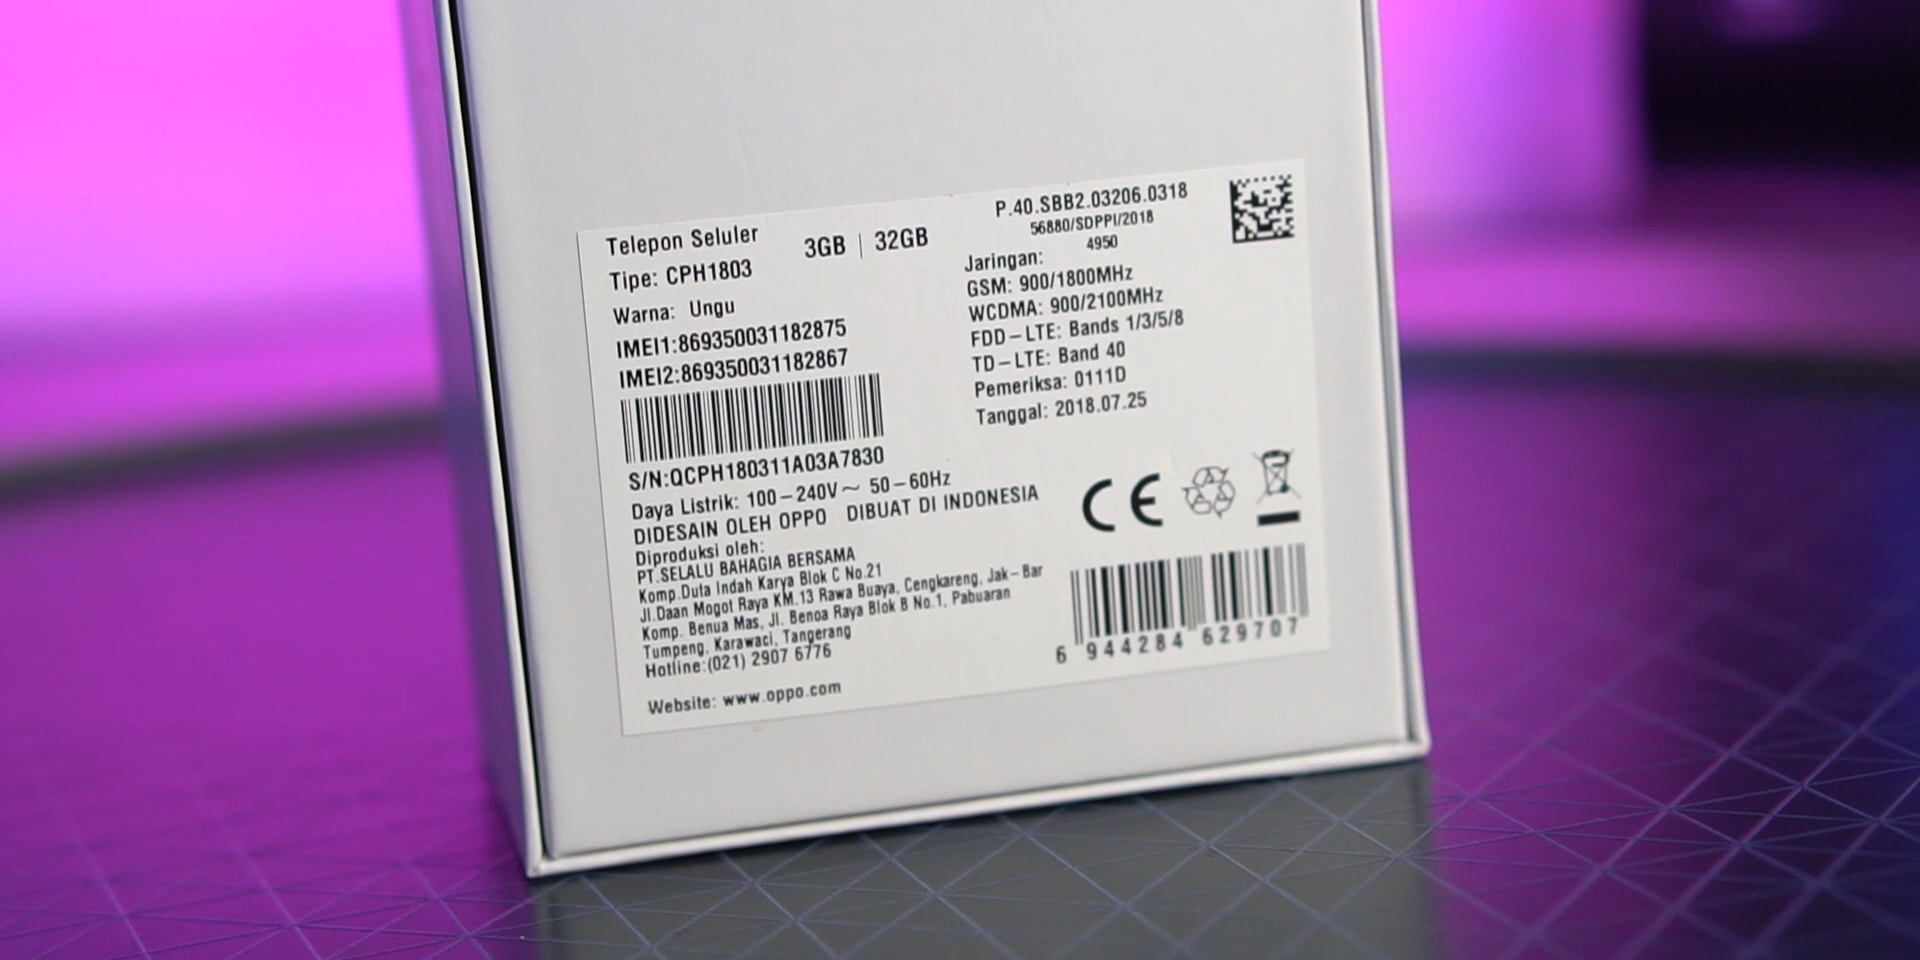 Telepon Seluler
3GB | 32GB
Tipe: CPH1803
Warna: Ungu
IMEI1:869350031182875
IMEI2:869350031182867
S/N:QCPH180311A03A7830
Daya Listrik: 100–240V～ 50–60Hz
DIDESAIN OLEH OPPO DIBUAT DI INDONESIA
Diproduksi oleh:
PT.SELALU BAHAGIA BERSAMA
Komp.Duta Indah Karya Blok C No.21
Jl.Daan Mogot Raya KM.13 Rawa Buaya, Cengkareng, Jak–Bar
Komp. Benua Mas, Jl. Benoa Raya Blok B No.1, Pabuaran
Tumpeng, Karawaci, Tangerang
Hotline:(021) 2907 6776
Website: www.oppo.com
P.40.SBB2.03206.0318
56880/SDPPI/2018
4950
Jaringan:
GSM: 900/1800MHz
WCDMA: 900/2100MHz
FDD–LTE: Bands 1/3/5/8
TD–LTE: Band 40
Pemeriksa: 0111D
Tanggal: 2018.07.25
CE
6 944284 629707